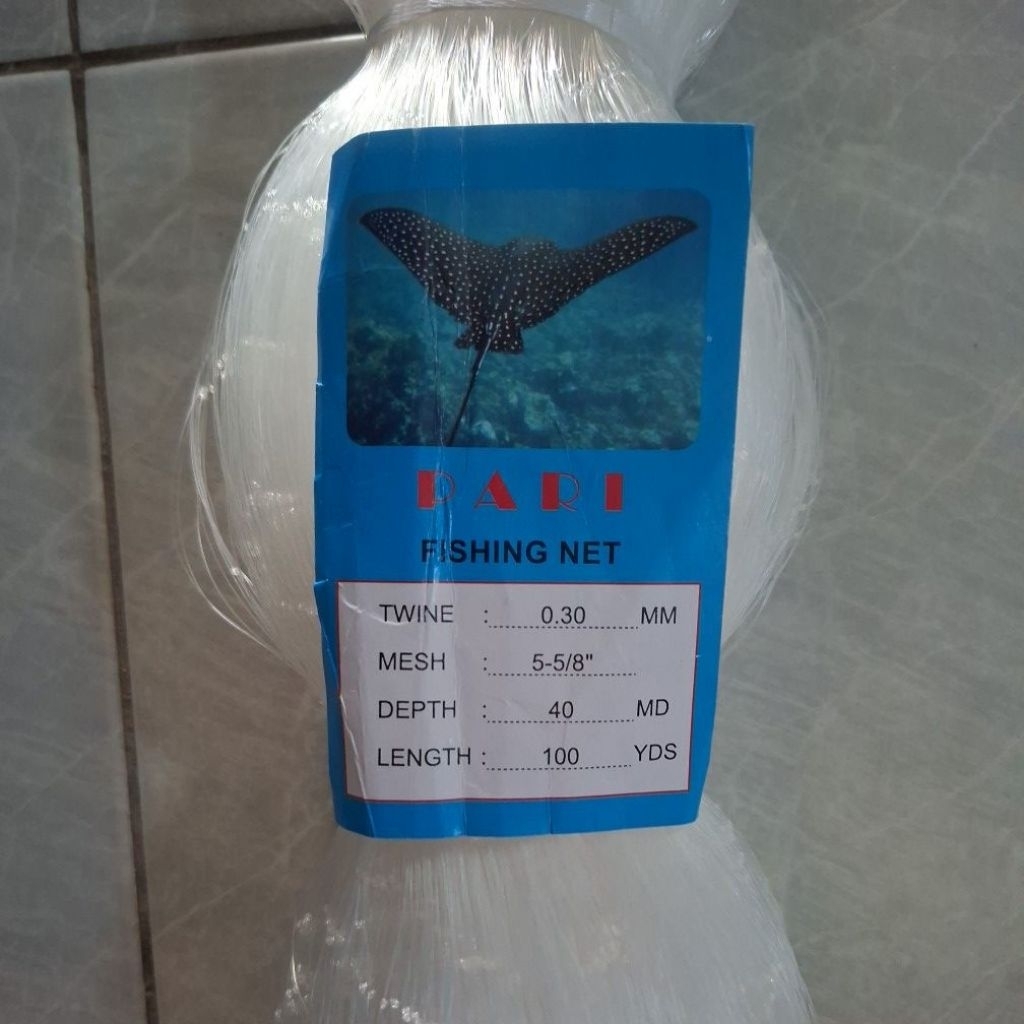 PARI
FISHING NET
TWINE : 0.30 MM
MESH : 5-5/8"
DEPTH : 40 MD
LENGTH : 100 YDS